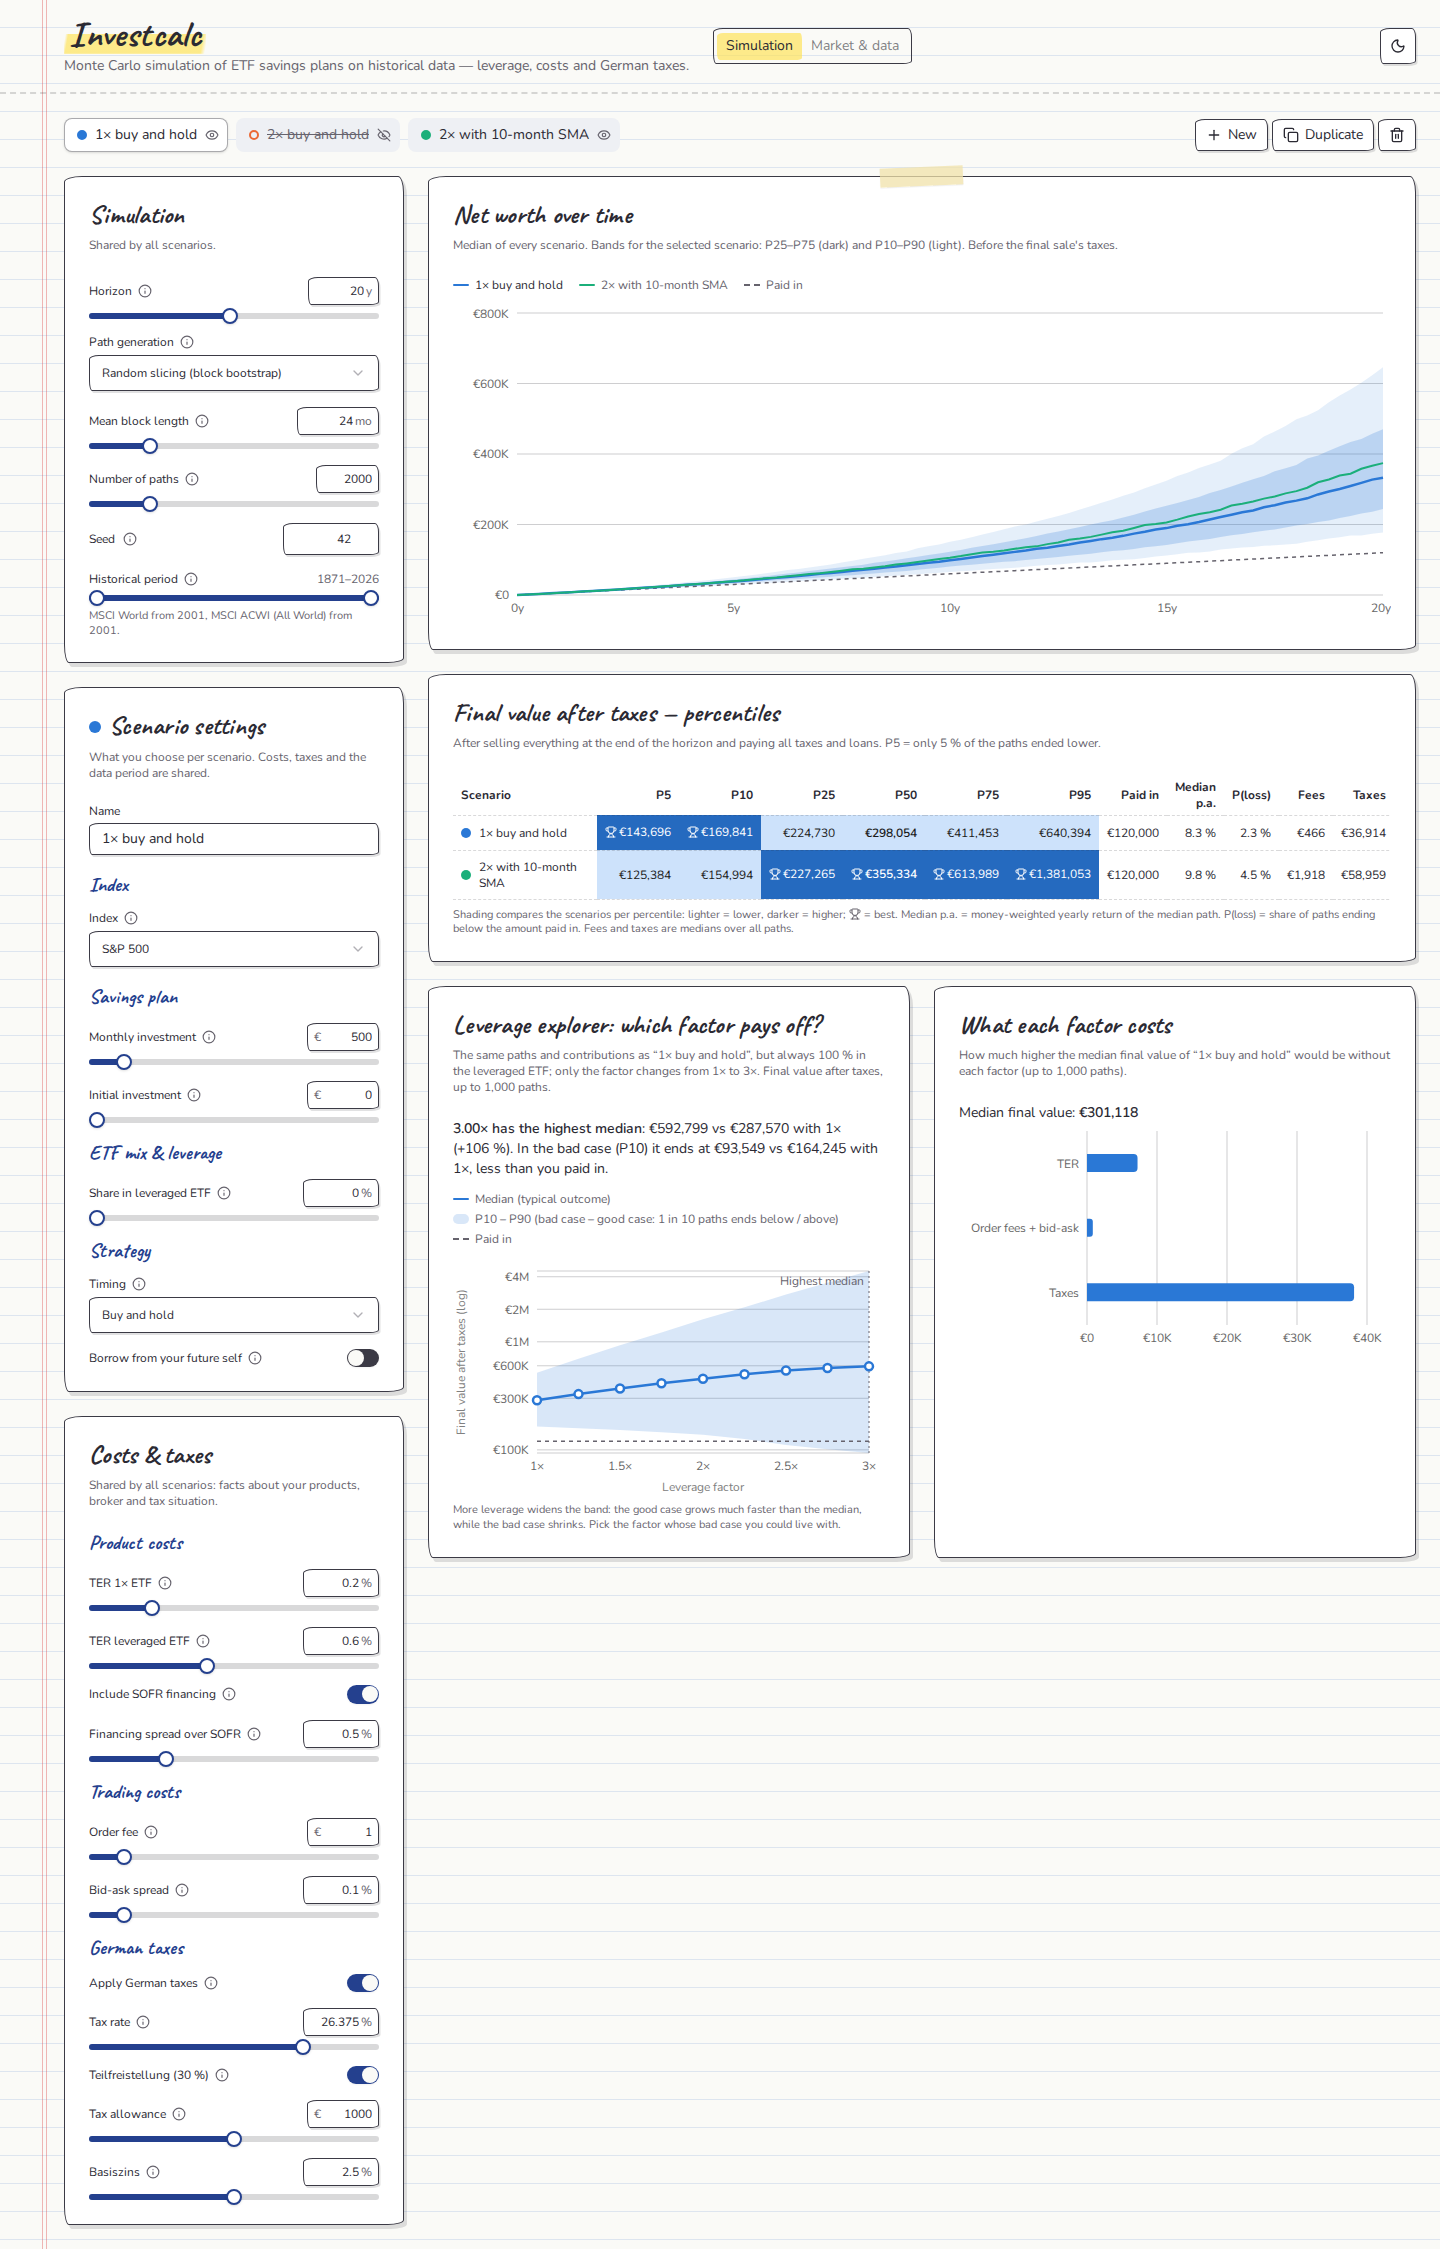 Investcalc
Monte Carlo simulation of ETF savings plans on historical data — leverage, costs and German taxes.
Simulation Market & data
1× buy and hold 2× buy and hold 2× with 10-month SMA
New Duplicate
Simulation
Shared by all scenarios.
Horizon 20 y
Path generation
Random slicing (block bootstrap)
Mean block length 24 mo
Number of paths 2000
Seed 42
Historical period 1871–2026
MSCI World from 2001, MSCI ACWI (All World) from
2001.
Scenario settings
What you choose per scenario. Costs, taxes and the
data period are shared.
Name
1× buy and hold
Index
Index
S&P 500
Savings plan
Monthly investment € 500
Initial investment € 0
ETF mix & leverage
Share in leveraged ETF 0 %
Strategy
Timing
Buy and hold
Borrow from your future self
Costs & taxes
Shared by all scenarios: facts about your products,
broker and tax situation.
Product costs
TER 1× ETF 0.2 %
TER leveraged ETF 0.6 %
Include SOFR financing
Financing spread over SOFR 0.5 %
Trading costs
Order fee € 1
Bid-ask spread 0.1 %
German taxes
Apply German taxes
Tax rate 26.375 %
Teilfreistellung (30 %)
Tax allowance € 1000
Basiszins 2.5 %
Net worth over time
Median of every scenario. Bands for the selected scenario: P25–P75 (dark) and P10–P90 (light). Before the final sale's taxes.
1× buy and hold 2× with 10-month SMA Paid in
€800K
€600K
€400K
€200K
€0
0y 5y 10y 15y 20y
Final value after taxes — percentiles
After selling everything at the end of the horizon and paying all taxes and loans. P5 = only 5 % of the paths ended lower.
Scenario P5 P10 P25 P50 P75 P95 Paid in Median p.a. P(loss) Fees Taxes
1× buy and hold €143,696 €169,841 €224,730 €298,054 €411,453 €640,394 €120,000 8.3 % 2.3 % €466 €36,914
2× with 10-month SMA €125,384 €154,994 €227,265 €355,334 €613,989 €1,381,053 €120,000 9.8 % 4.5 % €1,918 €58,959
Shading compares the scenarios per percentile: lighter = lower, darker = higher; = best. Median p.a. = money-weighted yearly return of the median path. P(loss) = share of paths ending
below the amount paid in. Fees and taxes are medians over all paths.
Leverage explorer: which factor pays off?
The same paths and contributions as “1× buy and hold”, but always 100 % in
the leveraged ETF; only the factor changes from 1× to 3×. Final value after taxes,
up to 1,000 paths.
3.00× has the highest median: €592,799 vs €287,570 with 1×
(+106 %). In the bad case (P10) it ends at €93,549 vs €164,245 with
1×, less than you paid in.
Median (typical outcome)
P10 – P90 (bad case – good case: 1 in 10 paths ends below / above)
Paid in
Final value after taxes (log)
Highest median
€4M
€2M
€1M
€600K
€300K
€100K
1× 1.5× 2× 2.5× 3×
Leverage factor
More leverage widens the band: the good case grows much faster than the median,
while the bad case shrinks. Pick the factor whose bad case you could live with.
What each factor costs
How much higher the median final value of “1× buy and hold” would be without
each factor (up to 1,000 paths).
Median final value: €301,118
TER
Order fees + bid-ask
Taxes
€0 €10K €20K €30K €40K